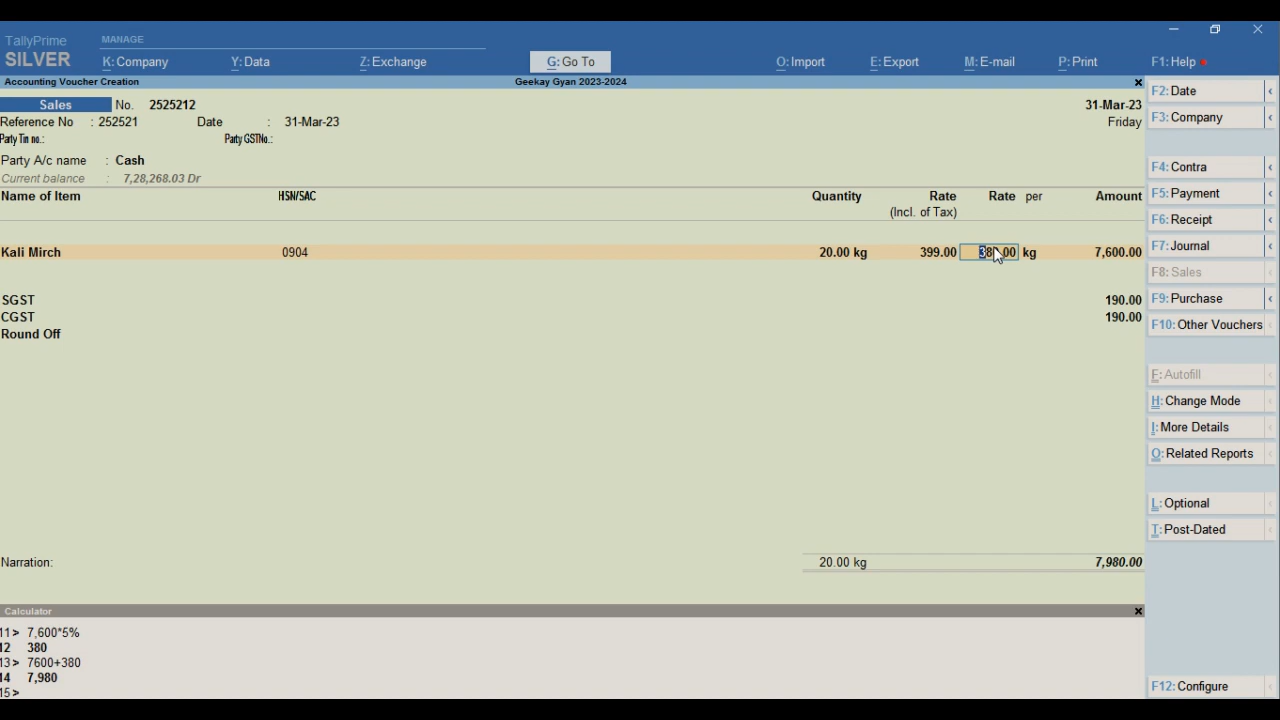 TallyPrime
SILVER
MANAGE
K: Company Y: Data Z: Exchange G: Go To O: Import E: Export M: E-mail P: Print F1: Help
Accounting Voucher Creation Geekay Gyan 2023-2024 ×
Sales No. 2525212 31-Mar-23
Reference No : 252521 Date : 31-Mar-23 Friday
Party Tin no.: Party GSTNo.:
Party A/c name : Cash
Current balance : 7,28,268.03 Dr
Name of Item HSN/SAC Quantity Rate Rate per Amount
(Incl. of Tax)
Kali Mirch 0904 20.00 kg 399.00 380.00 kg 7,600.00
SGST 190.00
CGST 190.00
Round Off
Narration: 20.00 kg 7,980.00
Calculator ×
11> 7,600*5%
12 380
13> 7600+380
14 7,980
15>
F2: Date
F3: Company
F4: Contra
F5: Payment
F6: Receipt
F7: Journal
F8: Sales
F9: Purchase
F10: Other Vouchers
F: Autofill
H: Change Mode
I: More Details
O: Related Reports
L: Optional
T: Post-Dated
F12: Configure